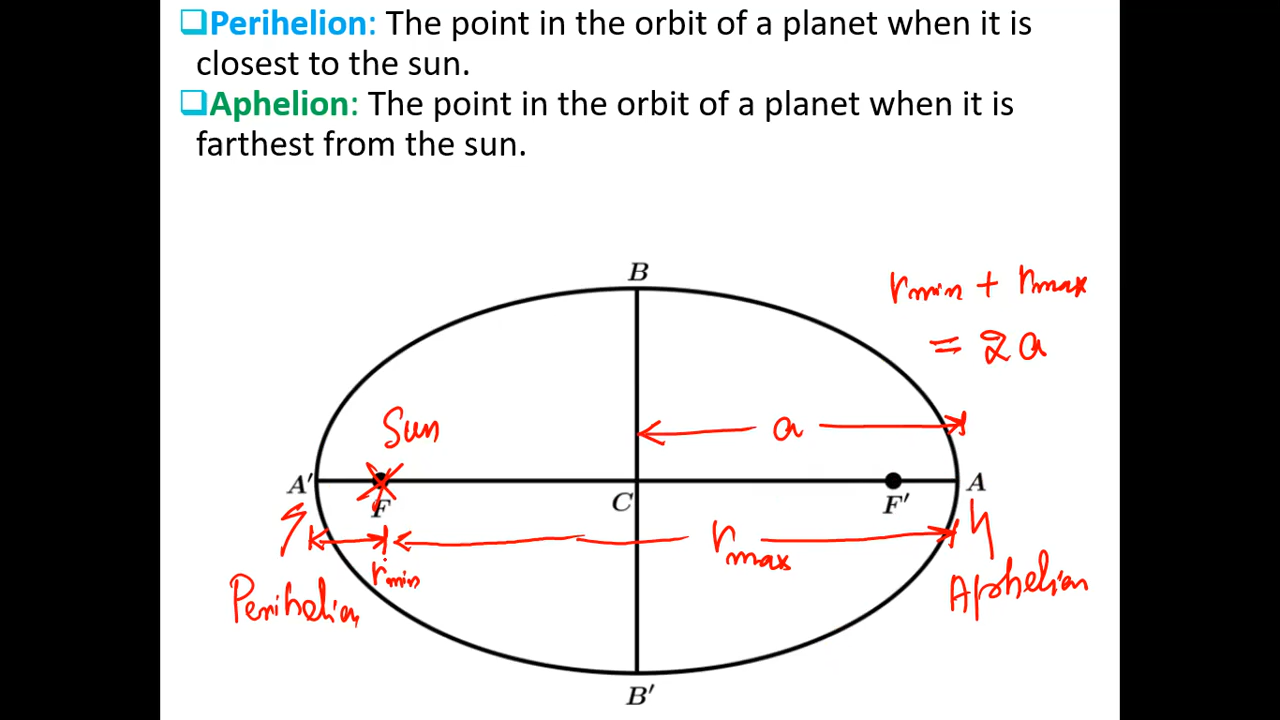 ❑Perihelion: The point in the orbit of a planet when it is
closest to the sun.
❑Aphelion: The point in the orbit of a planet when it is
farthest from the sun.
B
rmin + rmax
= 2a
Sun
a
A′
F
C
F′
A
rmin
rmax
Perihelion
Aphelion
B′